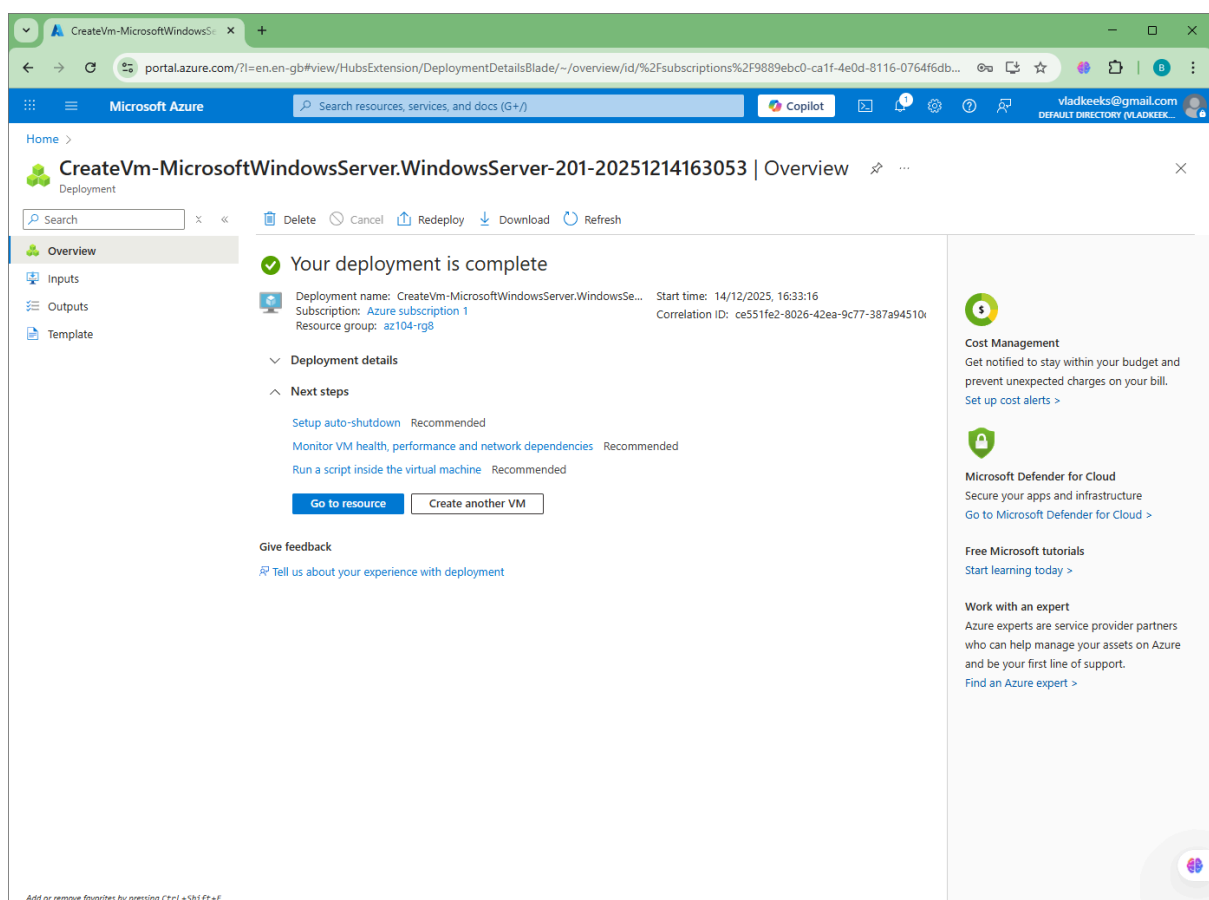 CreateVm-MicrosoftWindowsSe
portal.azure.com/?l=en.en-gb#view/HubsExtension/DeploymentDetailsBlade/~/overview/id/%2Fsubscriptions%2F9889ebc0-ca1f-4e0d-8116-0764f6db...
B
Microsoft Azure
Search resources, services, and docs (G+/)
Copilot
1
vladkeeks@gmail.com
DEFAULT DIRECTORY (VLADKEEK...
Home >
CreateVm-MicrosoftWindowsServer.WindowsServer-201-20251214163053 | Overview
Deployment
Search
Delete Cancel Redeploy Download Refresh
Overview
Inputs
Outputs
Template
Your deployment is complete
Deployment name: CreateVm-MicrosoftWindowsServer.WindowsSe...
Subscription: Azure subscription 1
Resource group: az104-rg8
Start time: 14/12/2025, 16:33:16
Correlation ID: ce551fe2-8026-42ea-9c77-387a94510
Deployment details
Next steps
Setup auto-shutdown Recommended
Monitor VM health, performance and network dependencies Recommended
Run a script inside the virtual machine Recommended
Go to resource
Create another VM
Give feedback
Tell us about your experience with deployment
Cost Management
Get notified to stay within your budget and
prevent unexpected charges on your bill.
Set up cost alerts >
Microsoft Defender for Cloud
Secure your apps and infrastructure
Go to Microsoft Defender for Cloud >
Free Microsoft tutorials
Start learning today >
Work with an expert
Azure experts are service provider partners
who can help manage your assets on Azure
and be your first line of support.
Find an Azure expert >
Add or remove favorites by pressing Ctrl+Shift+F